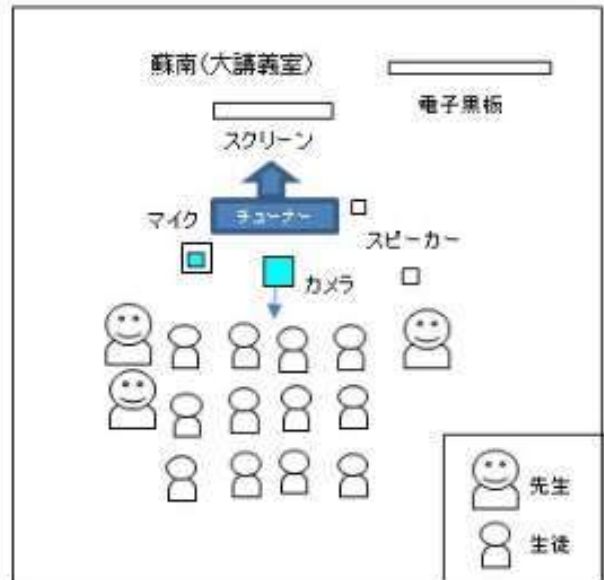 蘇南(大講義室)
電子黒板
スクリーン
チューナー
マイク
スピーカー
カメラ
先生
生徒